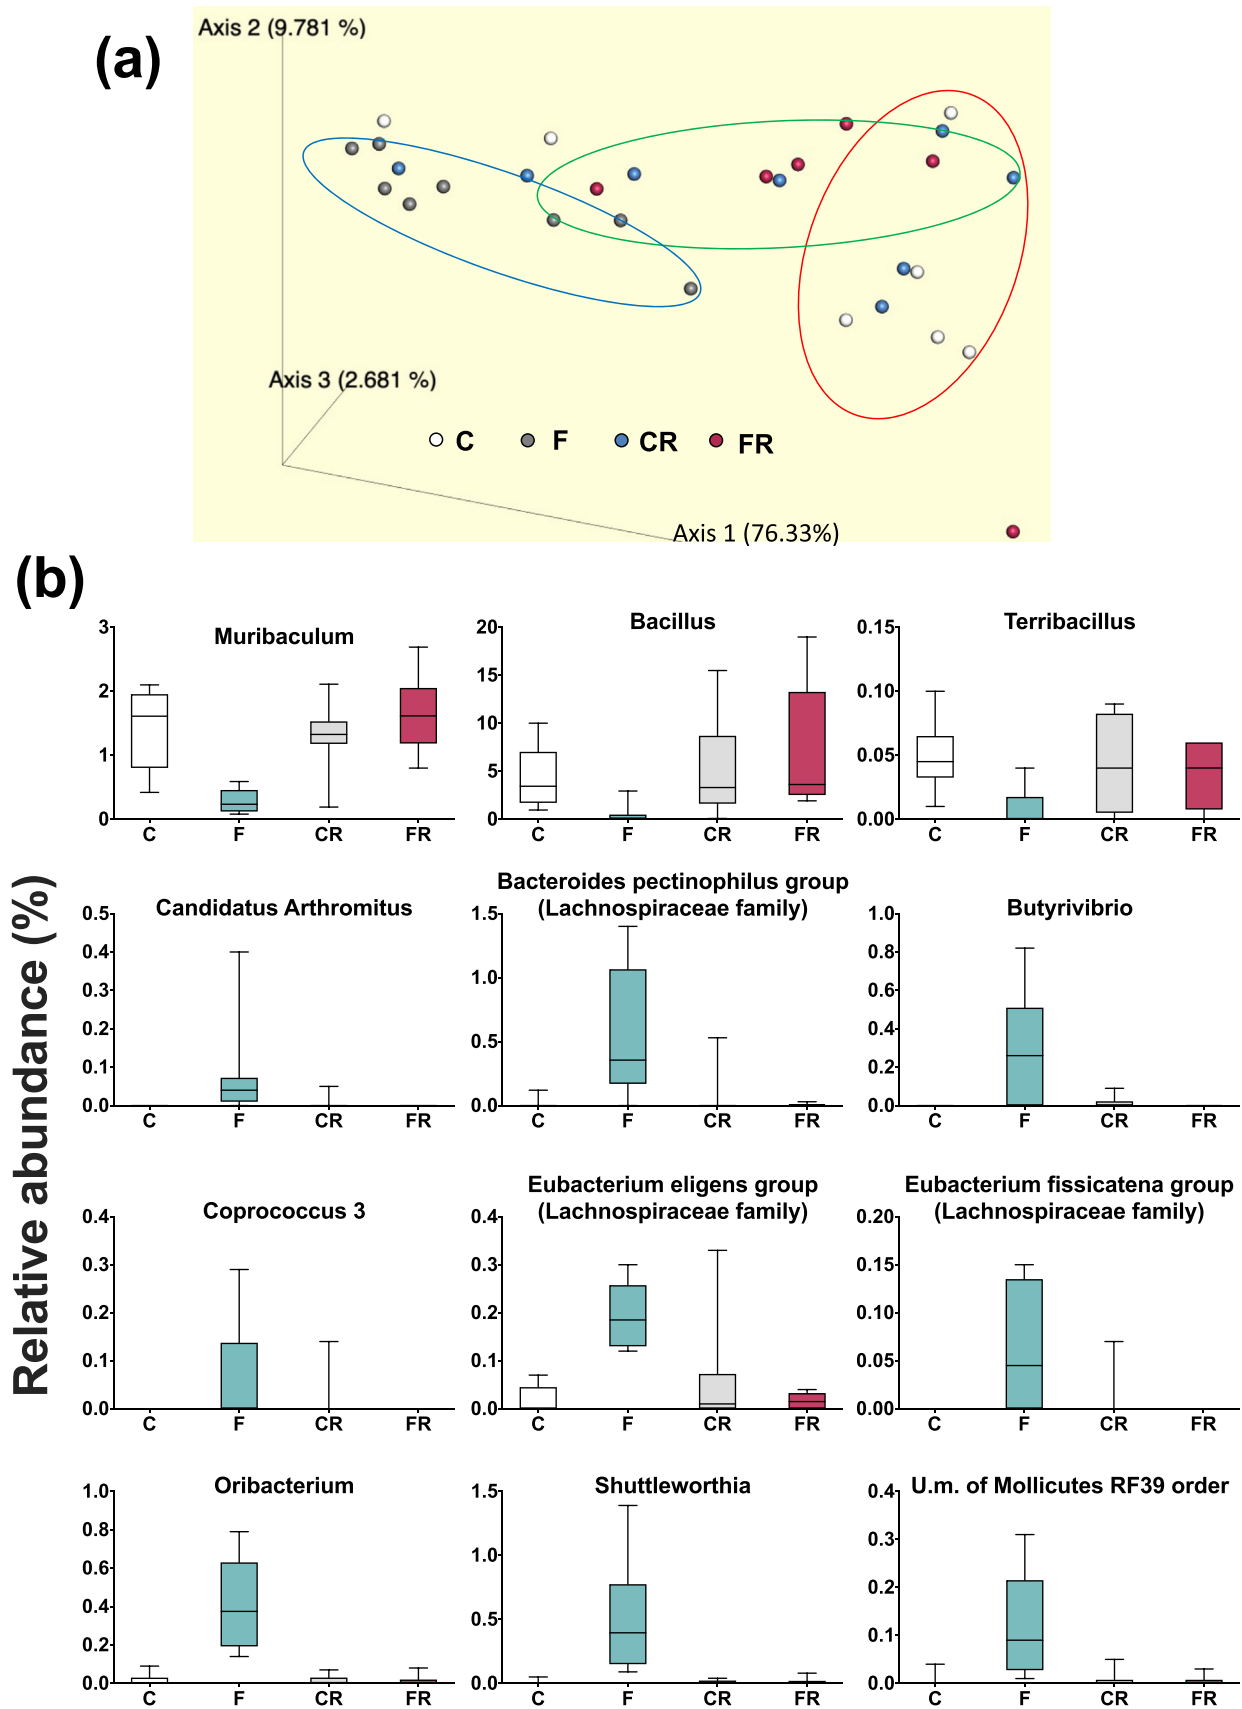 (a)
Axis 2 (9.781 %)
Axis 3 (2.681 %)
C F CR FR
Axis 1 (76.33%)
(b)
Relative abundance (%)
Muribaculum
3
2
1
0
C F CR FR
Bacillus
20
15
10
5
0
C F CR FR
Terribacillus
0.15
0.10
0.05
0.00
C F CR FR
Candidatus Arthromitus
0.5
0.4
0.3
0.2
0.1
0.0
C F CR FR
Bacteroides pectinophilus group
(Lachnospiraceae family)
1.5
1.0
0.5
0.0
C F CR FR
Butyrivibrio
1.0
0.8
0.6
0.4
0.2
0.0
C F CR FR
Coprococcus 3
0.4
0.3
0.2
0.1
0.0
C F CR FR
Eubacterium eligens group
(Lachnospiraceae family)
0.4
0.3
0.2
0.1
0.0
C F CR FR
Eubacterium fissicatena group
(Lachnospiraceae family)
0.20
0.15
0.10
0.05
0.00
C F CR FR
Oribacterium
1.0
0.8
0.6
0.4
0.2
0.0
C F CR FR
Shuttleworthia
1.5
1.0
0.5
0.0
C F CR FR
U.m. of Mollicutes RF39 order
0.4
0.3
0.2
0.1
0.0
C F CR FR